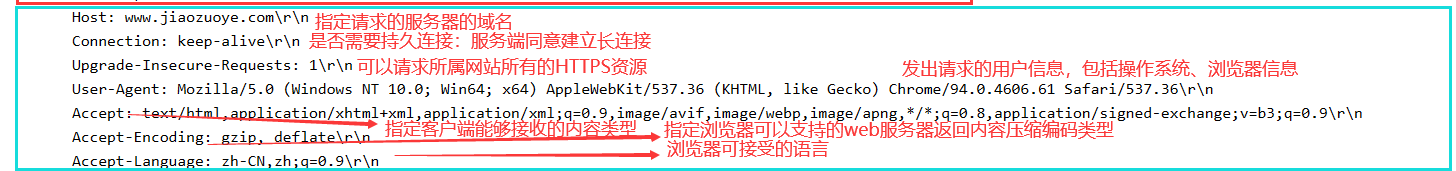 Host: www.jiaozuoye.com\r\n 指定请求的服务器的域名
Connection: keep-alive\r\n 是否需要持久连接：服务端同意建立长连接
Upgrade-Insecure-Requests: 1\r\n 可以请求所属网站所有的HTTPS资源 发出请求的用户信息，包括操作系统、浏览器信息
User-Agent: Mozilla/5.0 (Windows NT 10.0; Win64; x64) AppleWebKit/537.36 (KHTML, like Gecko) Chrome/94.0.4606.61 Safari/537.36\r\n
Accept: text/html,application/xhtml+xml,application/xml;q=0.9,image/avif,image/webp,image/apng,*/*;q=0.8,application/signed-exchange;v=b3;q=0.9\r\n
指定客户端能够接收的内容类型 指定浏览器可以支持的web服务器返回内容压缩编码类型
Accept-Encoding: gzip, deflate\r\n
浏览器可接受的语言
Accept-Language: zh-CN,zh;q=0.9\r\n